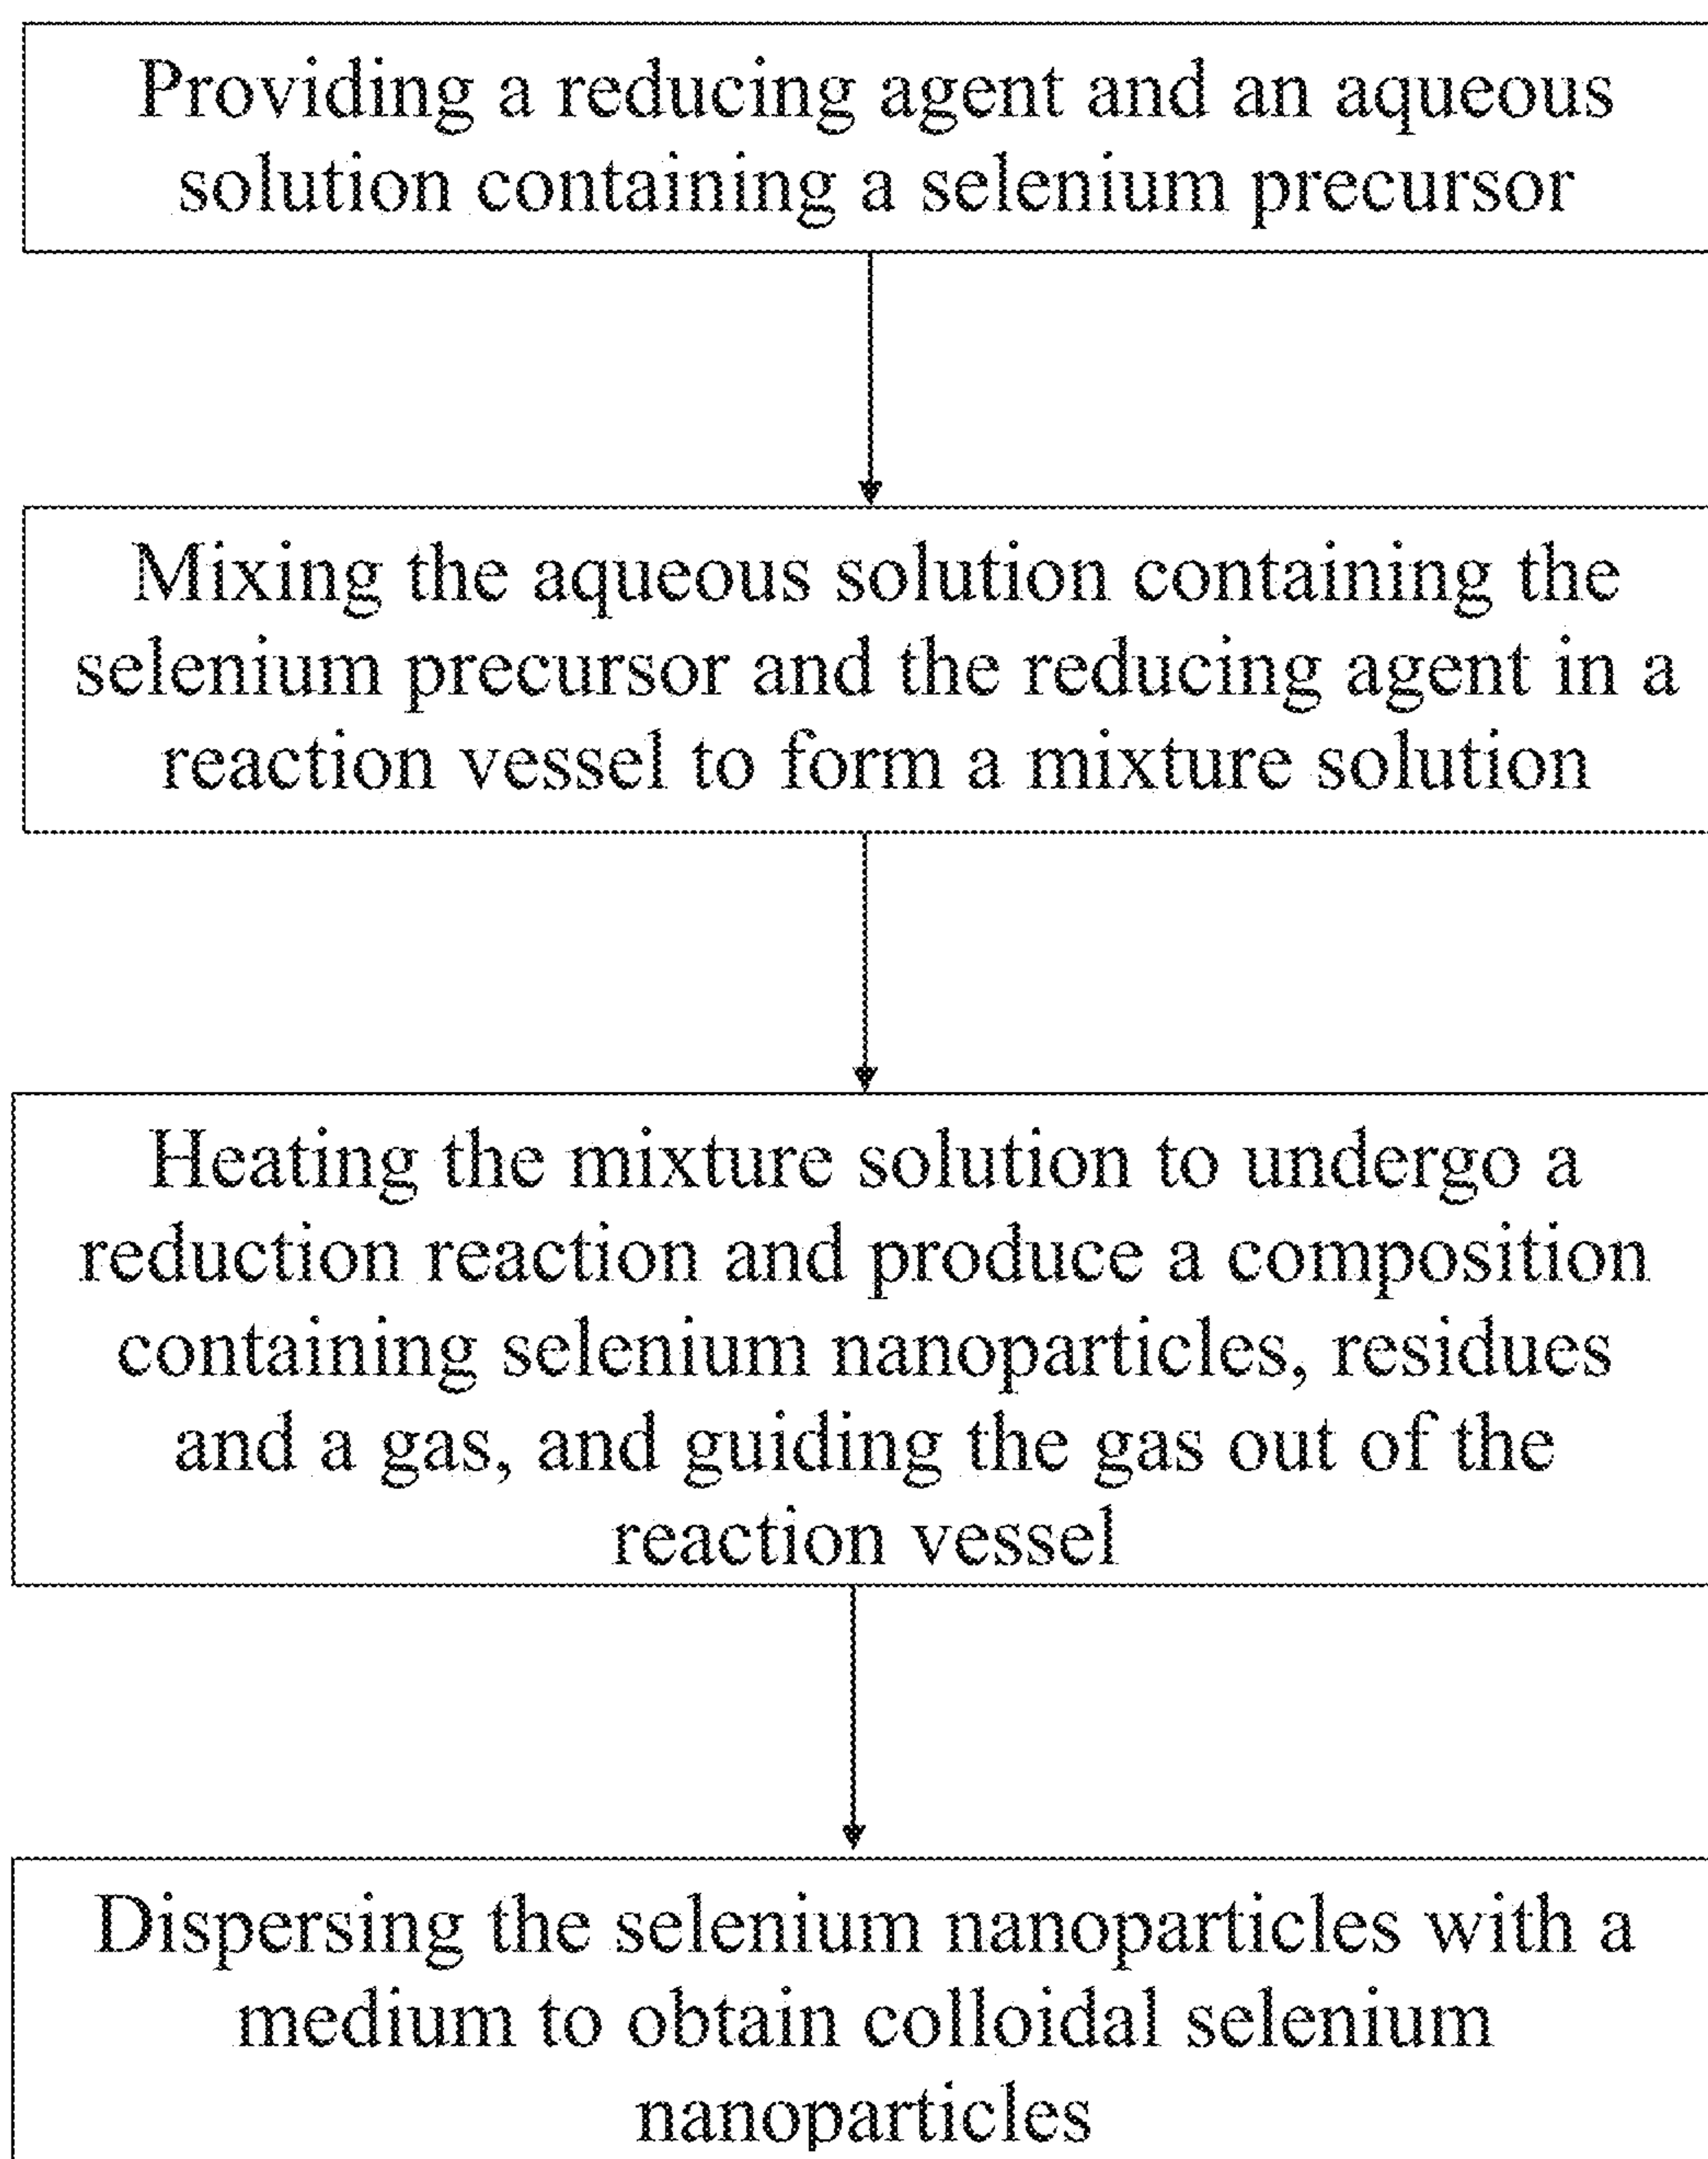 Providing a reducing agent and an aqueous
solution containing a selenium precursor
Mixing the aqueous solution containing the
selenium precursor and the reducing agent in a
reaction vessel to form a mixture solution
Heating the mixture solution to undergo a
reduction reaction and produce a composition
containing selenium nanoparticles, residues
and a gas, and guiding the gas out of the
reaction vessel
Dispersing the selenium nanoparticles with a
medium to obtain colloidal selenium
nanoparticles